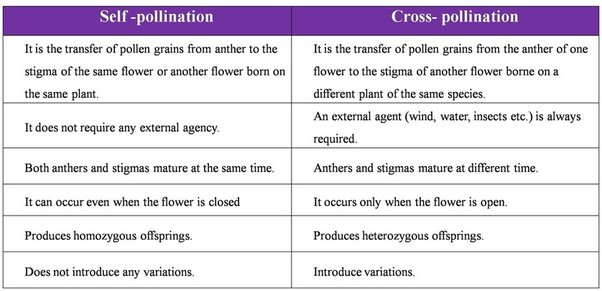 Self -pollination
Cross- pollination
It is the transfer of pollen grains from anther to the
stigma of the same flower or another flower born on
the same plant.
It is the transfer of pollen grains from the anther of one
flower to the stigma of another flower borne on a
different plant of the same species.
It does not require any external agency.
An external agent (wind, water, insects etc.) is always
required.
Both anthers and stigmas mature at the same time.
Anthers and stigmas mature at different time.
It can occur even when the flower is closed
It occurs only when the flower is open.
Produces homozygous offsprings.
Produces heterozygous offsprings.
Does not introduce any variations.
Introduce variations.